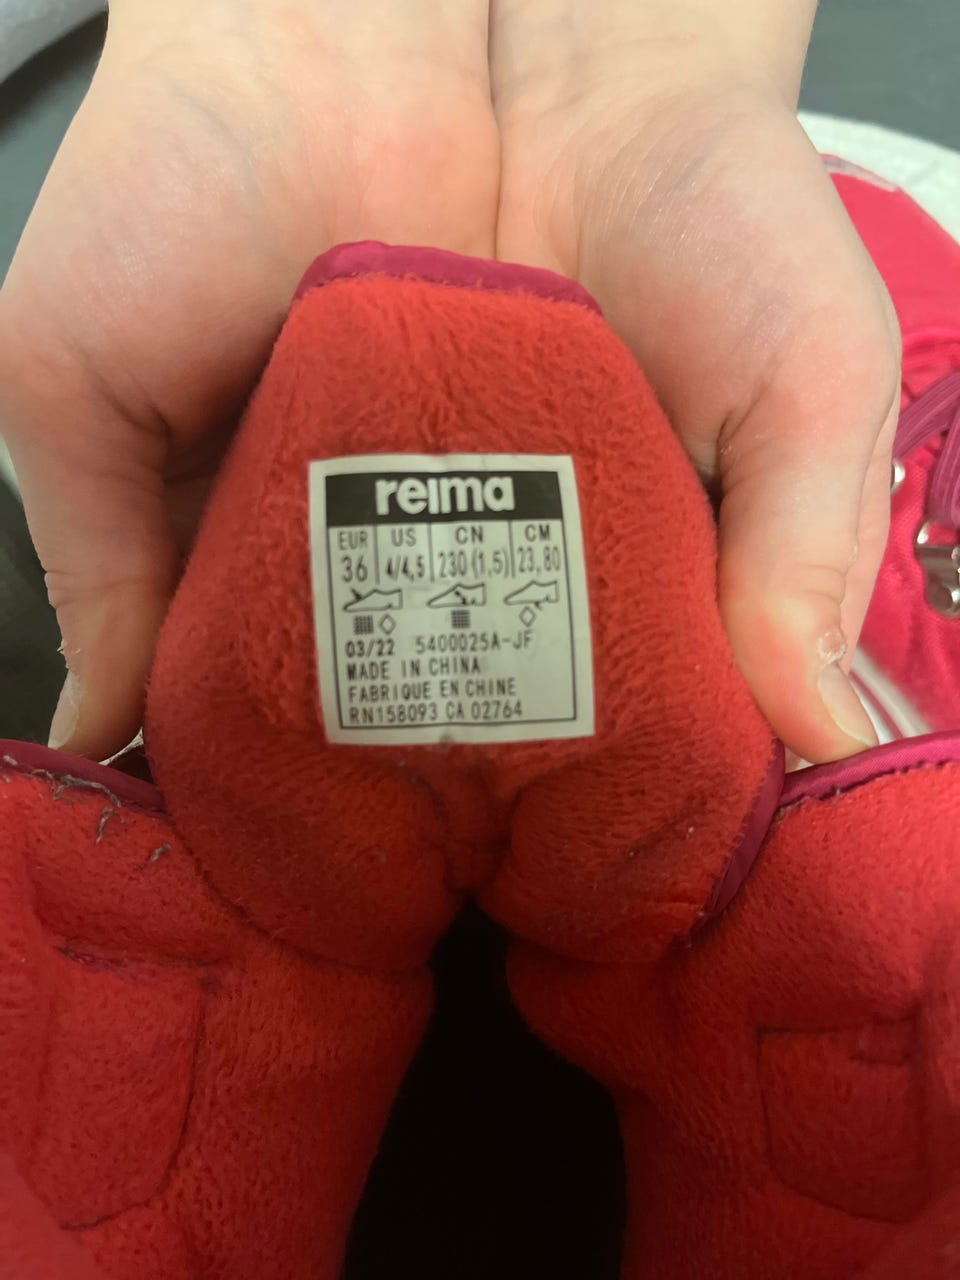 reima
EUR US CN CM
36 4/4,5 230(1,5) 23,80
03/22 5400025A-JF
MADE IN CHINA
FABRIQUE EN CHINE
RN158093 CA 02764